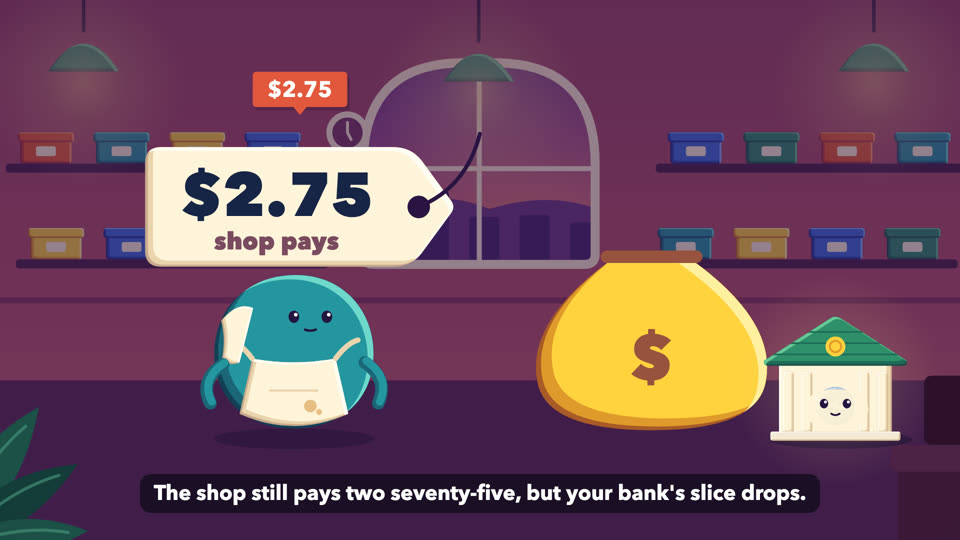 $2.75
$2.75
shop pays
$
The shop still pays two seventy-five, but your bank's slice drops.